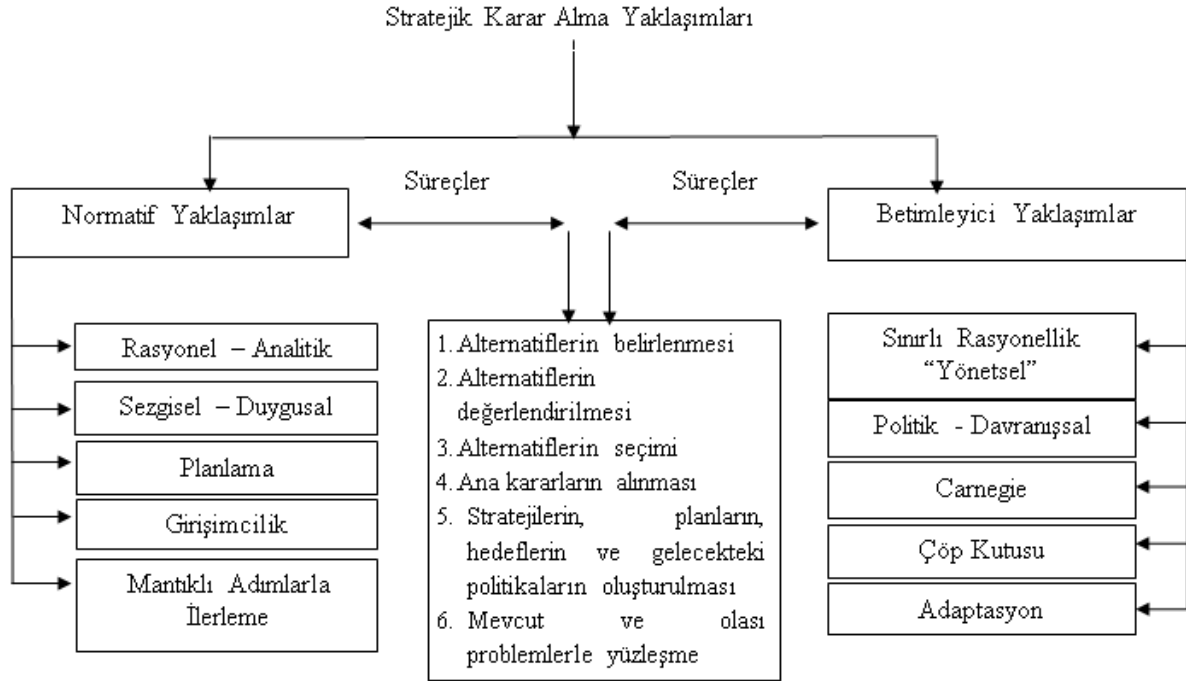 Stratejik Karar Alma Yaklaşımları
Süreçler
Süreçler
Normatif Yaklaşımlar
Betimleyici Yaklaşımlar
Rasyonel – Analitik
Sezgisel – Duygusal
Planlama
Girişimcilik
Mantıklı Adımlarla
İlerleme
1. Alternatiflerin belirlenmesi
2. Alternatiflerin
değerlendirilmesi
3. Alternatiflerin seçimi
4. Ana kararların alınması
5. Stratejilerin, planların,
hedeflerin ve gelecekteki
politikaların oluşturulması
6. Mevcut ve olası
problemlerle yüzleşme
Sınırlı Rasyonellik
“Yönetsel”
Politik - Davranışsal
Carnegie
Çöp Kutusu
Adaptasyon